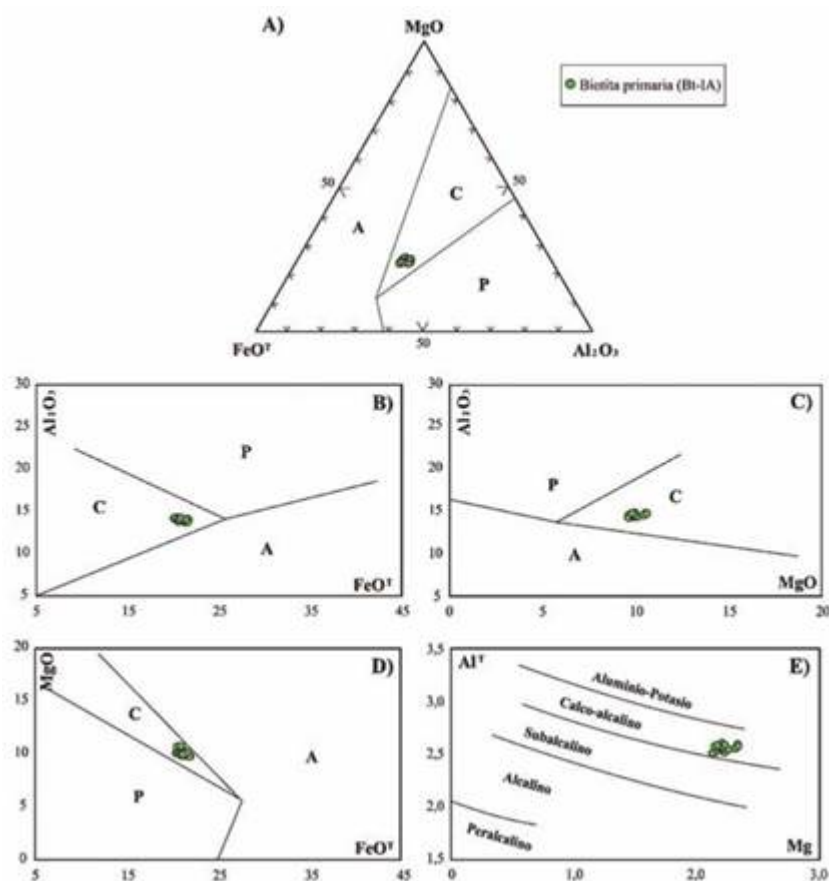 A)
MgO
Biotita primaria (Bt-IA)
50
50
C
A
P
FeOᵀ
50
Al₂O₃
30
25
20
15
10
5
Al₂O₃
B)
P
C
A
FeOᵀ
5
15
25
35
45
30
25
20
15
10
5
Al₂O₃
C)
P
C
A
MgO
0
5
10
15
20
20
15
10
5
0
MgO
D)
C
A
P
FeOᵀ
5
15
25
35
45
3,5
3,0
2,5
2,0
1,5
Alᵀ
E)
Aluminio-Potasio
Calco-alcalino
Subalcalino
Alcalino
Peralcalino
Mg
0
1,0
2,0
3,0